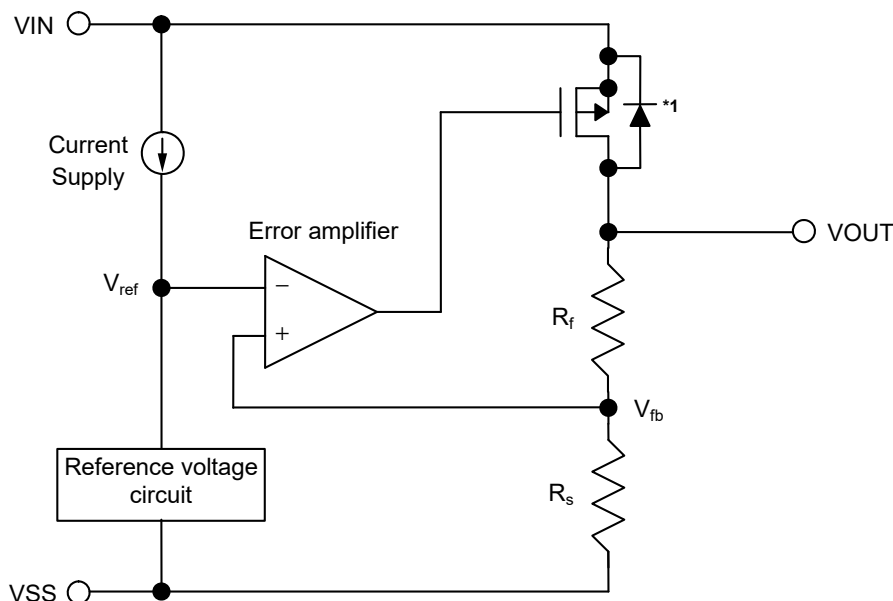 VIN
*1
Current
Supply
Error amplifier
VOUT
Vref
−
+
Rf
Vfb
Reference voltage
circuit
Rs
VSS